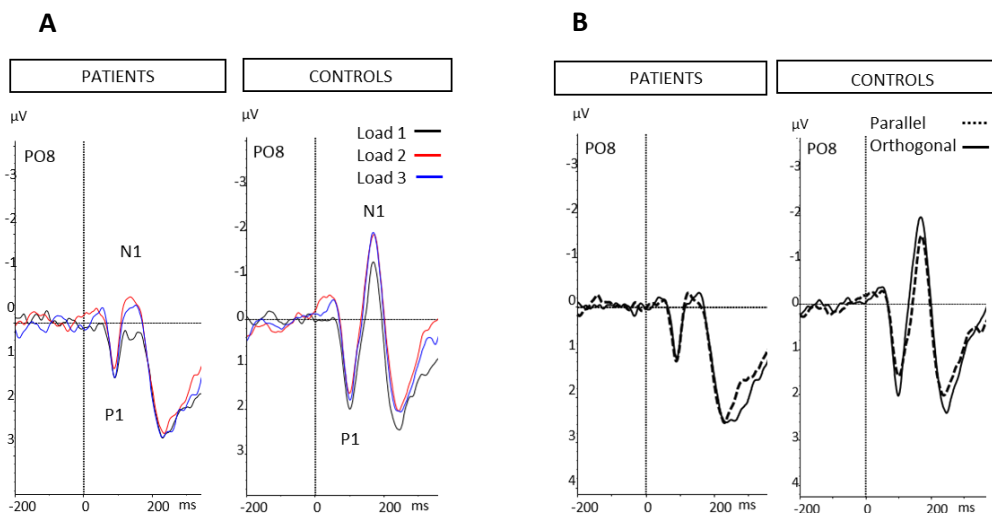 A
B
PATIENTS
CONTROLS
PATIENTS
CONTROLS
µV
PO8
-3
-2
-1
0
1
2
3
N1
P1
-200
0
200
ms
µV
PO8
Load 1
Load 2
Load 3
-3
-2
-1
0
1
2
3
N1
P1
-200
0
200
ms
µV
PO8
-3
-2
-1
0
1
2
3
4
-200
0
200
ms
µV
PO8
Parallel
Orthogonal
-3
-2
-1
0
1
2
3
4
-200
0
200
ms